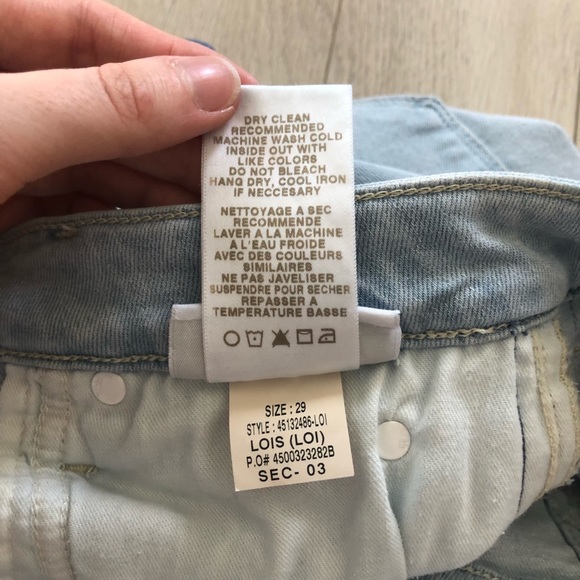 DRY CLEAN
RECOMMENDED
MACHINE WASH COLD
INSIDE OUT WITH
LIKE COLORS
DO NOT BLEACH
HANG DRY, COOL IRON
IF NECCESARY
NETTOYAGE A SEC
RECOMMENDE
LAVER A LA MACHINE
A L'EAU FROIDE
AVEC DES COULEURS
SIMILAIRES
NE PAS JAVELISER
SUSPENDRE POUR SECHER
REPASSER A
TEMPERATURE BASSE
SIZE : 29
STYLE : 45132486-LOI
LOIS (LOI)
P.O# 4500323282B
SEC- 03